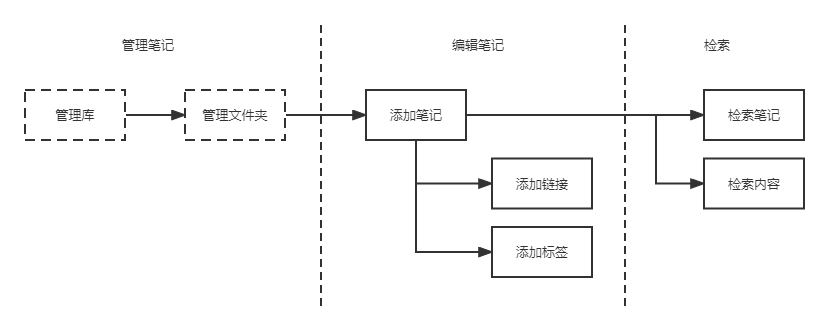 管理笔记
编辑笔记
检索
管理库
管理文件夹
添加笔记
检索笔记
添加链接
检索内容
添加标签